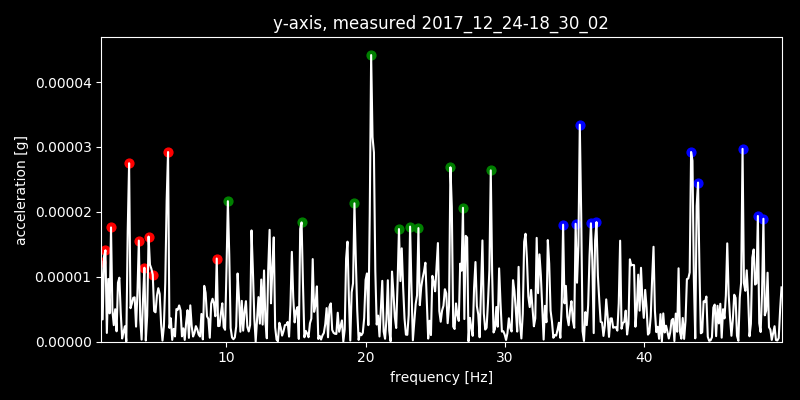 y-axis, measured 2017_12_24-18_30_02
0.00004
0.00003
0.00002
0.00001
0.00000
acceleration [g]
10 20 30 40
frequency [Hz]